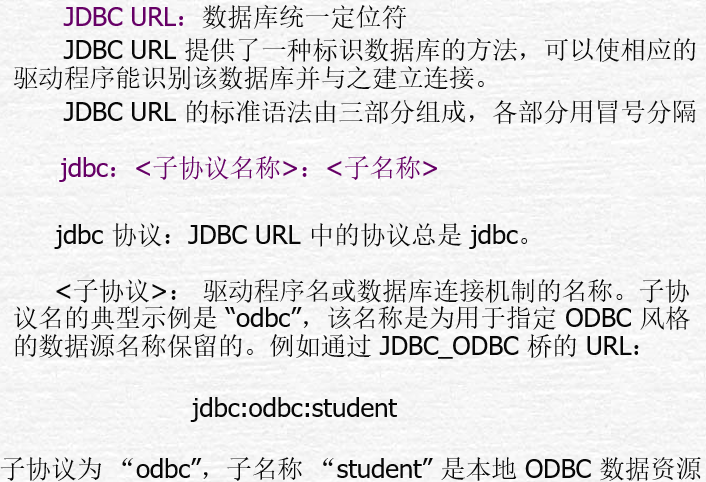 JDBC URL：数据库统一定位符
JDBC URL 提供了一种标识数据库的方法，可以使相应的
驱动程序能识别该数据库并与之建立连接。
JDBC URL 的标准语法由三部分组成，各部分用冒号分隔
jdbc：<子协议名称>：<子名称>
jdbc 协议：JDBC URL 中的协议总是 jdbc。
<子协议>： 驱动程序名或数据库连接机制的名称。子协
议名的典型示例是 “odbc”，该名称是为用于指定 ODBC 风格
的数据源名称保留的。例如通过 JDBC_ODBC 桥的 URL：
jdbc:odbc:student
子协议为 “odbc”，子名称 “student” 是本地 ODBC 数据资源